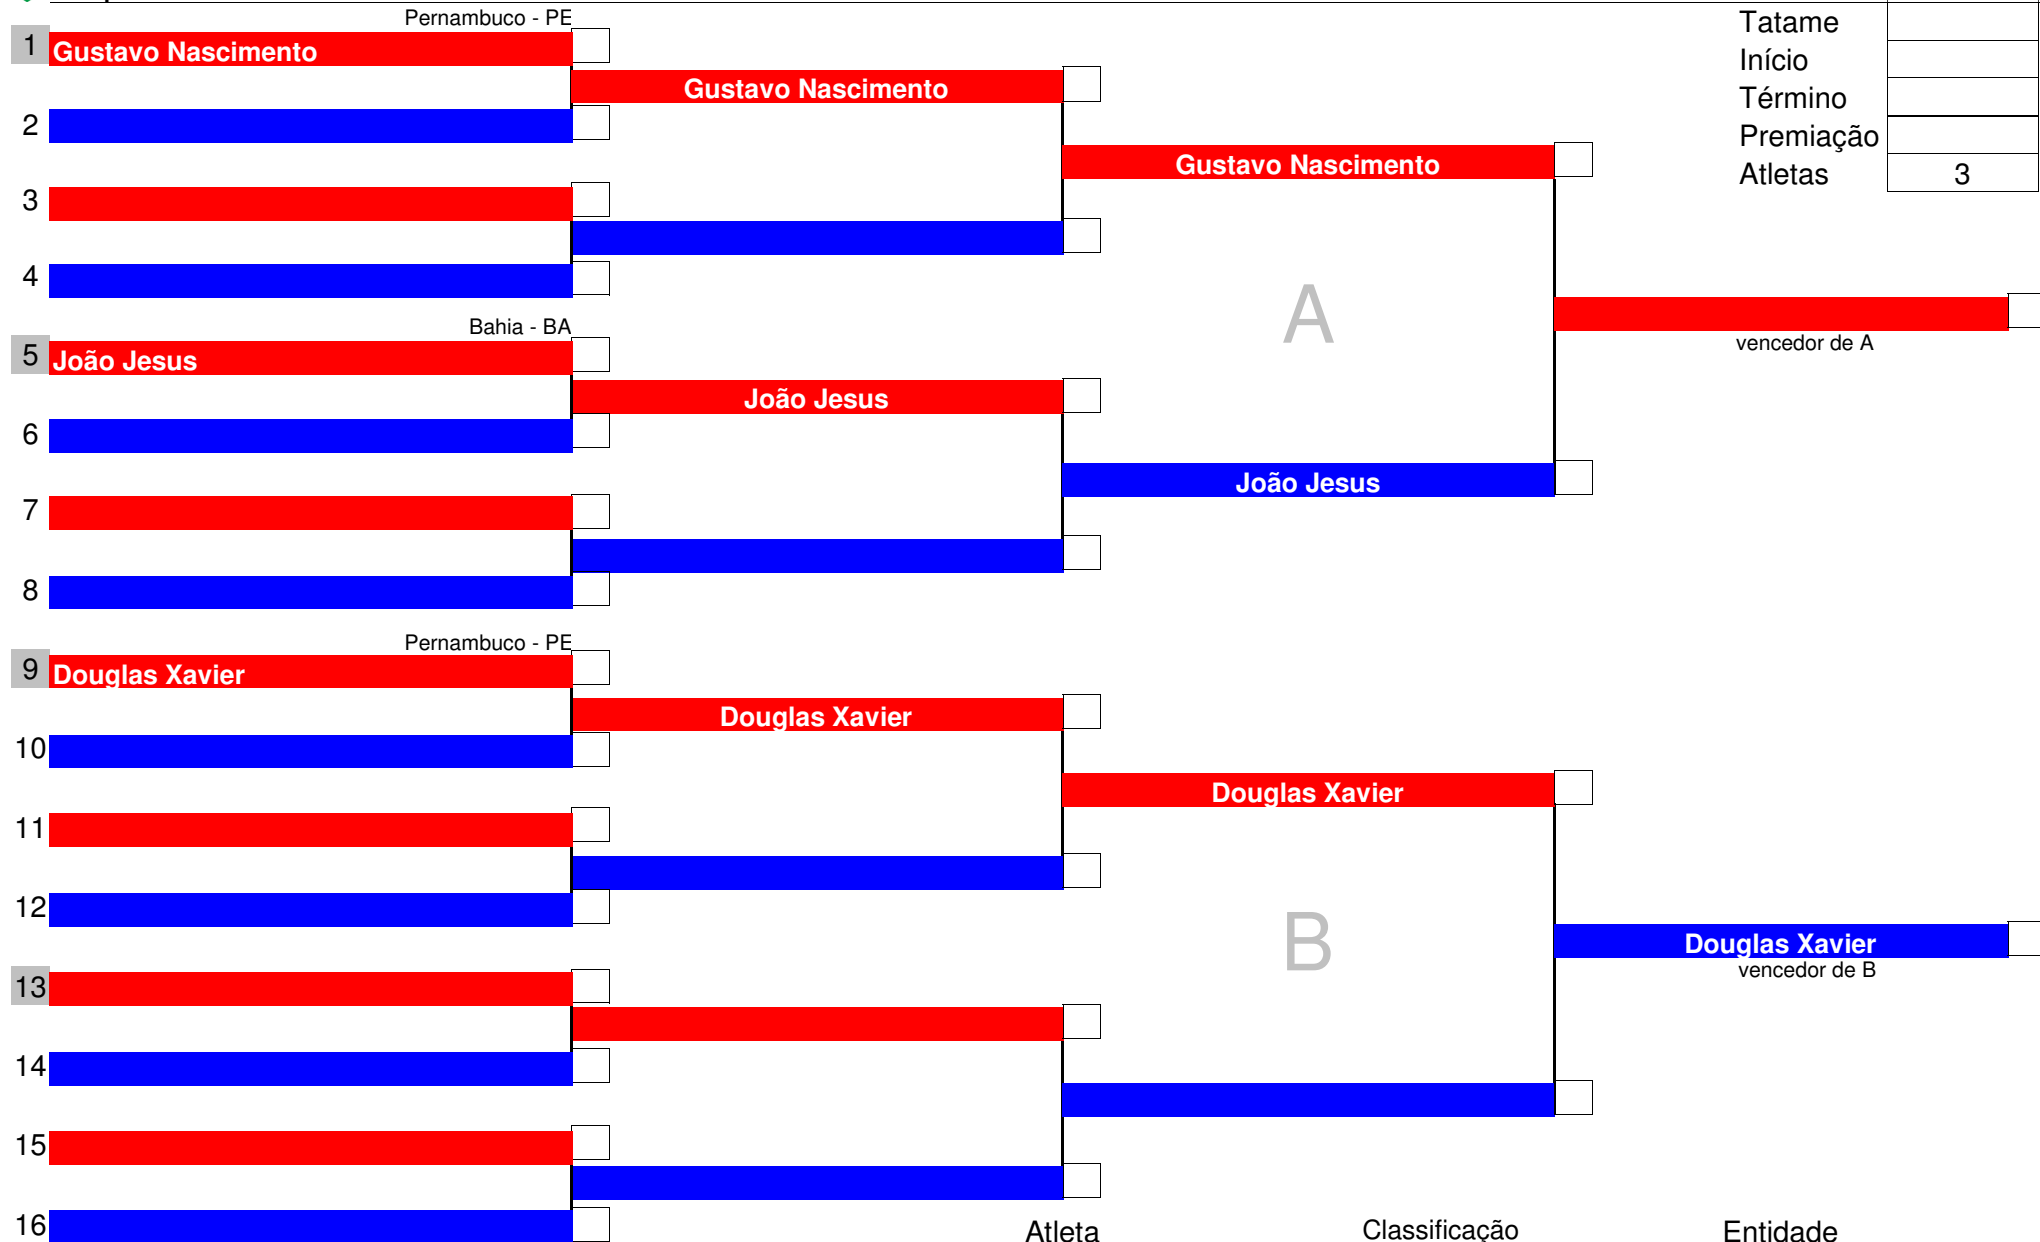 Pernambuco - PE
Tatame
1 Gustavo Nascimento
Início
Gustavo Nascimento
Término
2
Premiação
Gustavo Nascimento
Atletas 3
3
4
A
Bahia - BA
vencedor de A
5 João Jesus
João Jesus
6
João Jesus
7
8
Pernambuco - PE
9 Douglas Xavier
Douglas Xavier
10
Douglas Xavier
11
12
B
Douglas Xavier
vencedor de B
13
14
15
16
Atleta Classificação Entidade